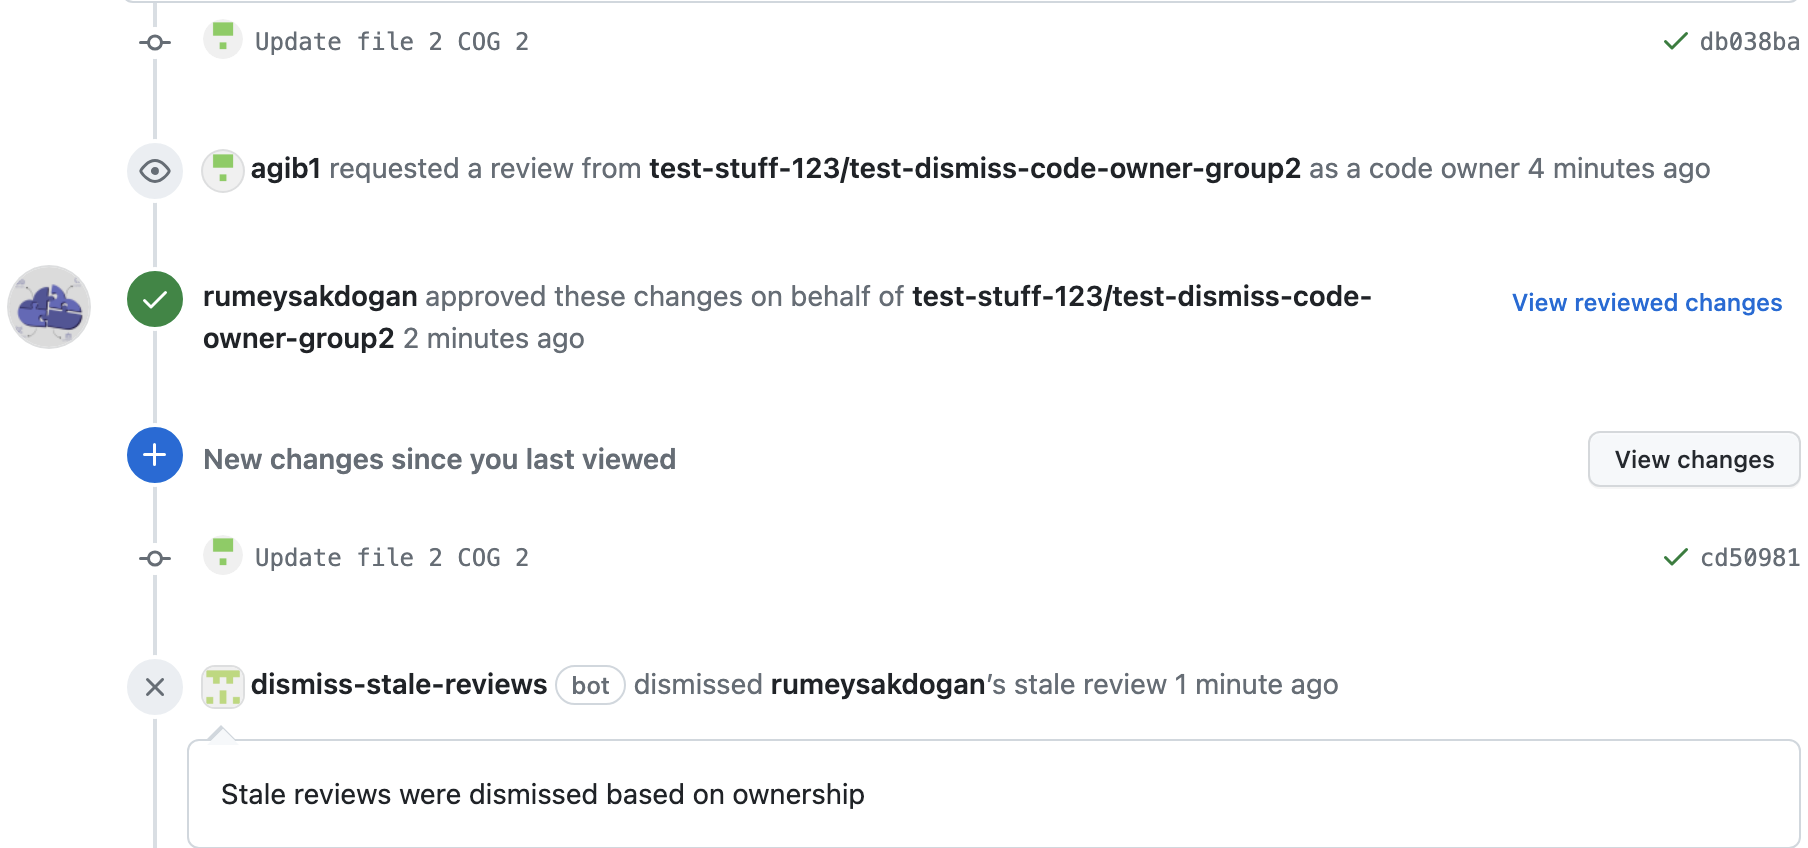 Update file 2 COG 2 db038ba
agib1 requested a review from test-stuff-123/test-dismiss-code-owner-group2 as a code owner 4 minutes ago
rumeysakdogan approved these changes on behalf of test-stuff-123/test-dismiss-code-
owner-group2 2 minutes ago
View reviewed changes
New changes since you last viewed View changes
Update file 2 COG 2 cd50981
dismiss-stale-reviews bot dismissed rumeysakdogan’s stale review 1 minute ago
Stale reviews were dismissed based on ownership